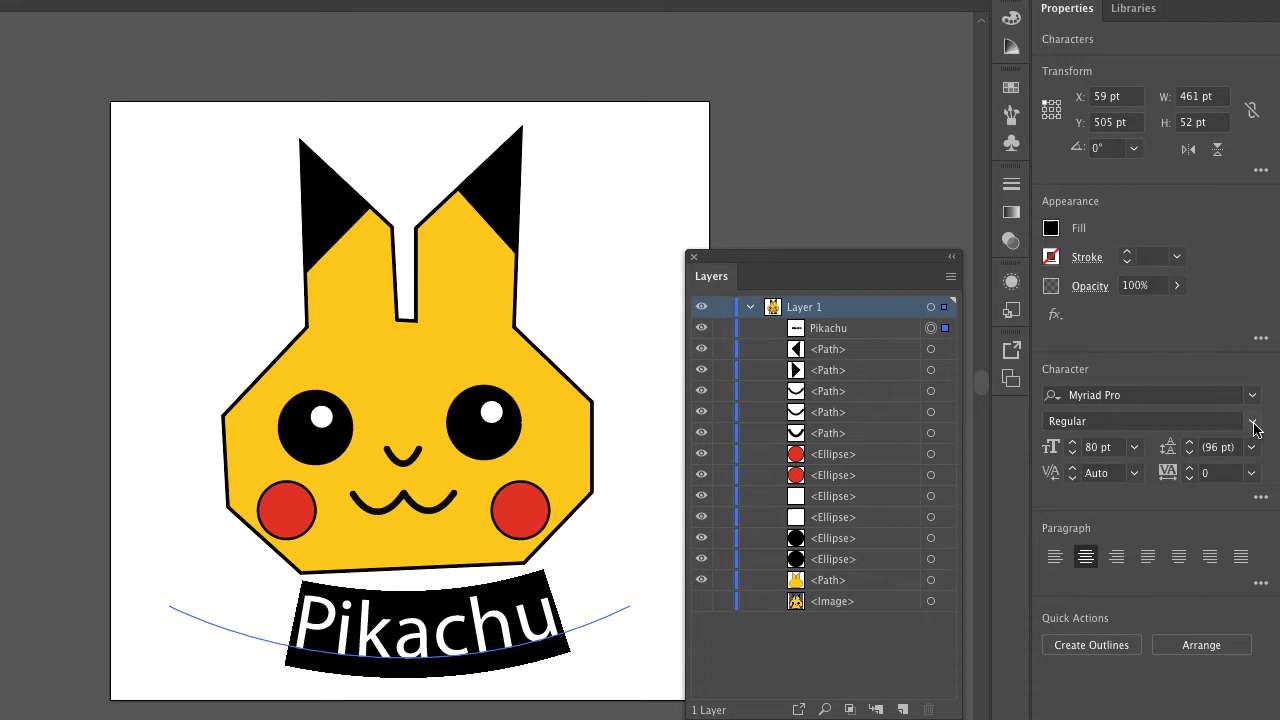 Properties Libraries
Characters
Transform
X: 59 pt W: 461 pt
Y: 505 pt H: 52 pt
0°
Appearance
Fill
Stroke
Opacity 100%
fx.
Character
Myriad Pro
Regular
80 pt (96 pt)
Auto 0
Paragraph
Quick Actions
Create Outlines Arrange
Layers
Layer 1
Pikachu
<Path>
<Path>
<Path>
<Path>
<Path>
<Ellipse>
<Ellipse>
<Ellipse>
<Ellipse>
<Ellipse>
<Ellipse>
<Path>
<Image>
1 Layer
Pikachu